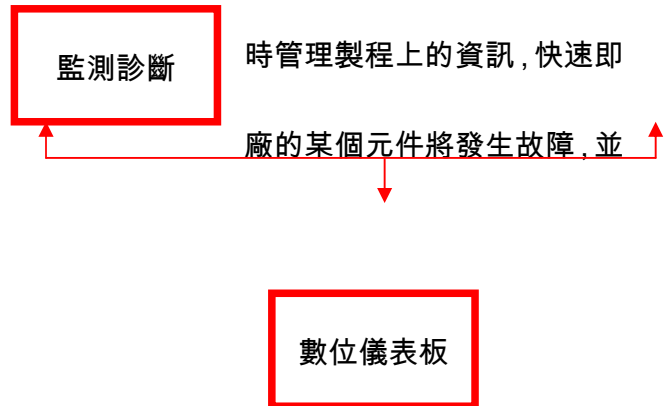 監測診斷
時管理製程上的資訊,快速即
廠的某個元件將發生故障,並
數位儀表板